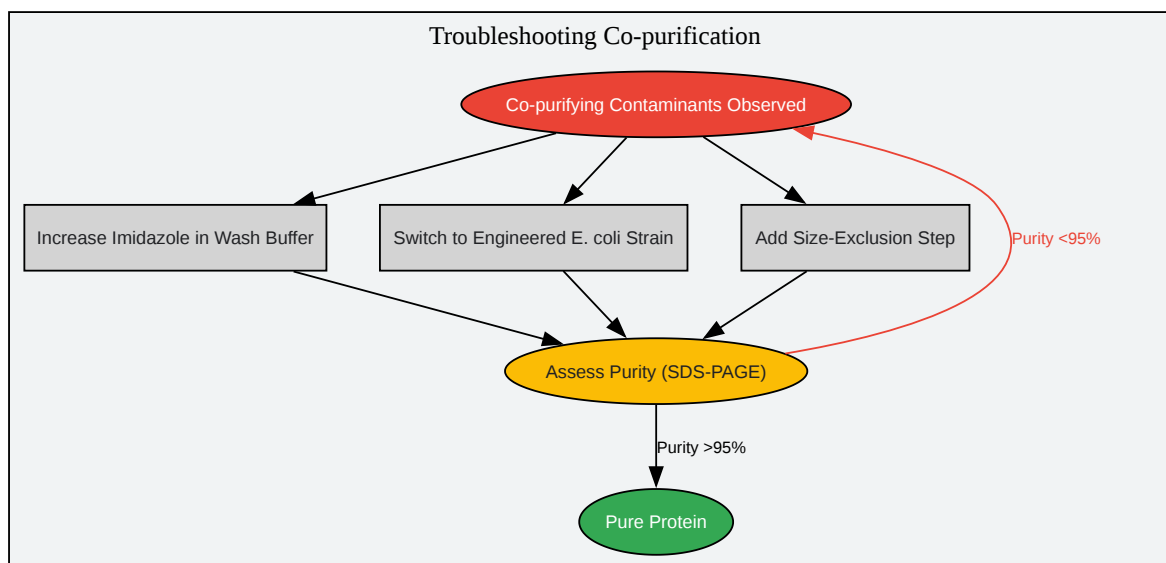 Troubleshooting Co-purification
Co-purifying Contaminants Observed
Increase Imidazole in Wash Buffer
Switch to Engineered E. coli Strain
Add Size-Exclusion Step
Purity <95%
Assess Purity (SDS-PAGE)
Purity >95%
Pure Protein